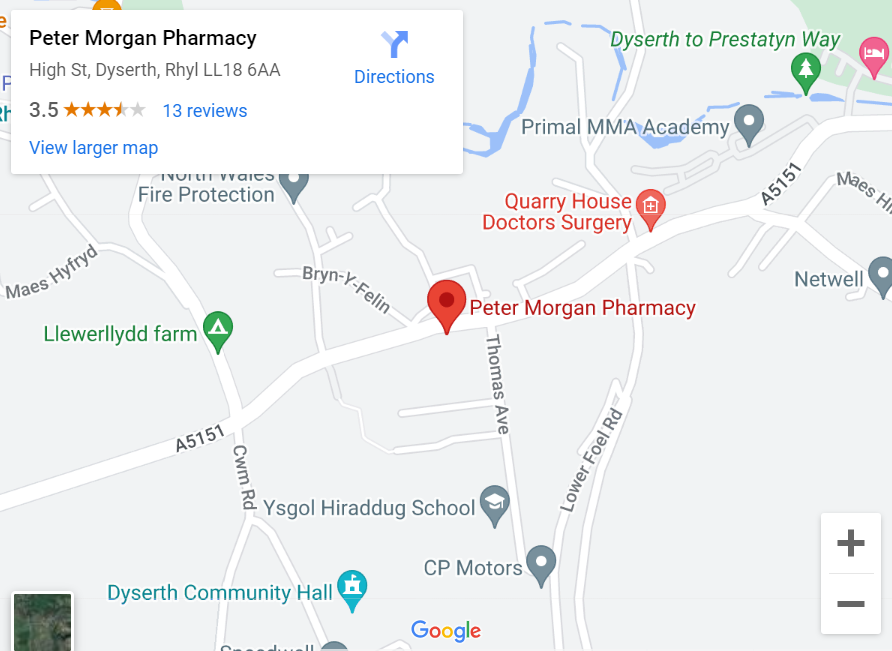 Peter Morgan Pharmacy
High St, Dyserth, Rhyl LL18 6AA
3.5
13 reviews
View larger map
Directions
Dyserth to Prestatyn Way
Primal MMA Academy
North Wales
Fire Protection
Quarry House
Doctors Surgery
A5151
Maes Hi
Maes Hyfryd
Bryn-Y-Felin
Netwell
Peter Morgan Pharmacy
Llewerllydd farm
Thomas Ave
A5151
Cwm Rd
Lower Foel Rd
Ysgol Hiraddug School
CP Motors
Dyserth Community Hall
Google
Speedwell